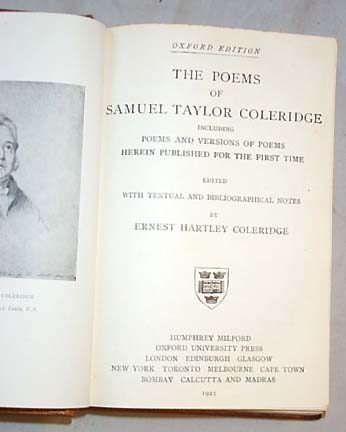 OXFORD EDITION
THE POEMS
OF
SAMUEL TAYLOR COLERIDGE
INCLUDING
POEMS AND VERSIONS OF POEMS
HEREIN PUBLISHED FOR THE FIRST TIME
EDITED
WITH TEXTUAL AND BIBLIOGRAPHICAL NOTES
BY
ERNEST HARTLEY COLERIDGE
HUMPHREY MILFORD
OXFORD UNIVERSITY PRESS
LONDON EDINBURGH GLASGOW
NEW YORK TORONTO MELBOURNE CAPE TOWN
BOMBAY CALCUTTA AND MADRAS
1921
COLERIDGE